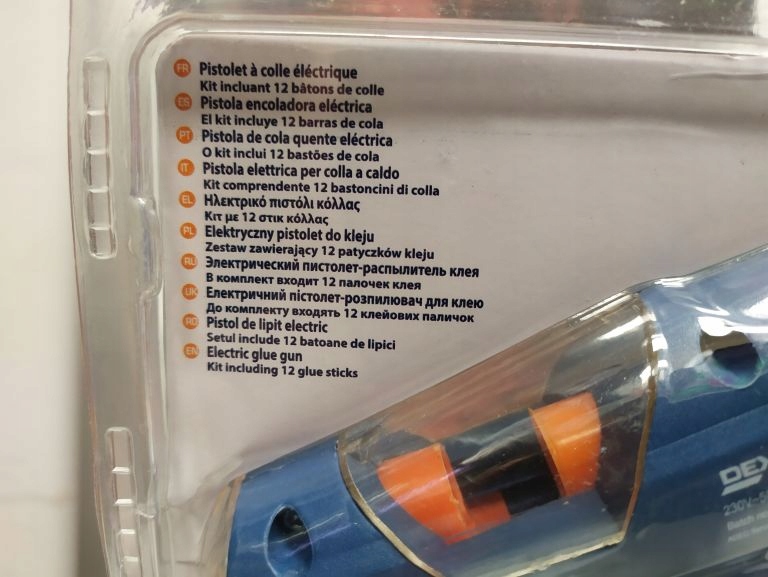 FR Pistolet à colle éléctrique
Kit incluant 12 bâtons de colle
ES Pistola encoladora eléctrica
El kit incluye 12 barras de cola
PT Pistola de cola quente eléctrica
O kit inclui 12 bastões de cola
IT Pistola elettrica per colla a caldo
Kit comprendente 12 bastoncini di colla
EL Ηλεκτρικό πιστόλι κόλλας
Κιτ με 12 στικ κόλλας
PL Elektryczny pistolet do kleju
Zestaw zawierający 12 patyczków kleju
RU Электрический пистолет-распылитель клея
В комплект входит 12 палочек клея
UK Електричний пістолет-розпилювач для клею
До комплекту входять 12 клейових паличок
RO Pistol de lipit electric
Setul include 12 batoane de lipici
EN Electric glue gun
Kit including 12 glue sticks
DEX
230V~
Batch